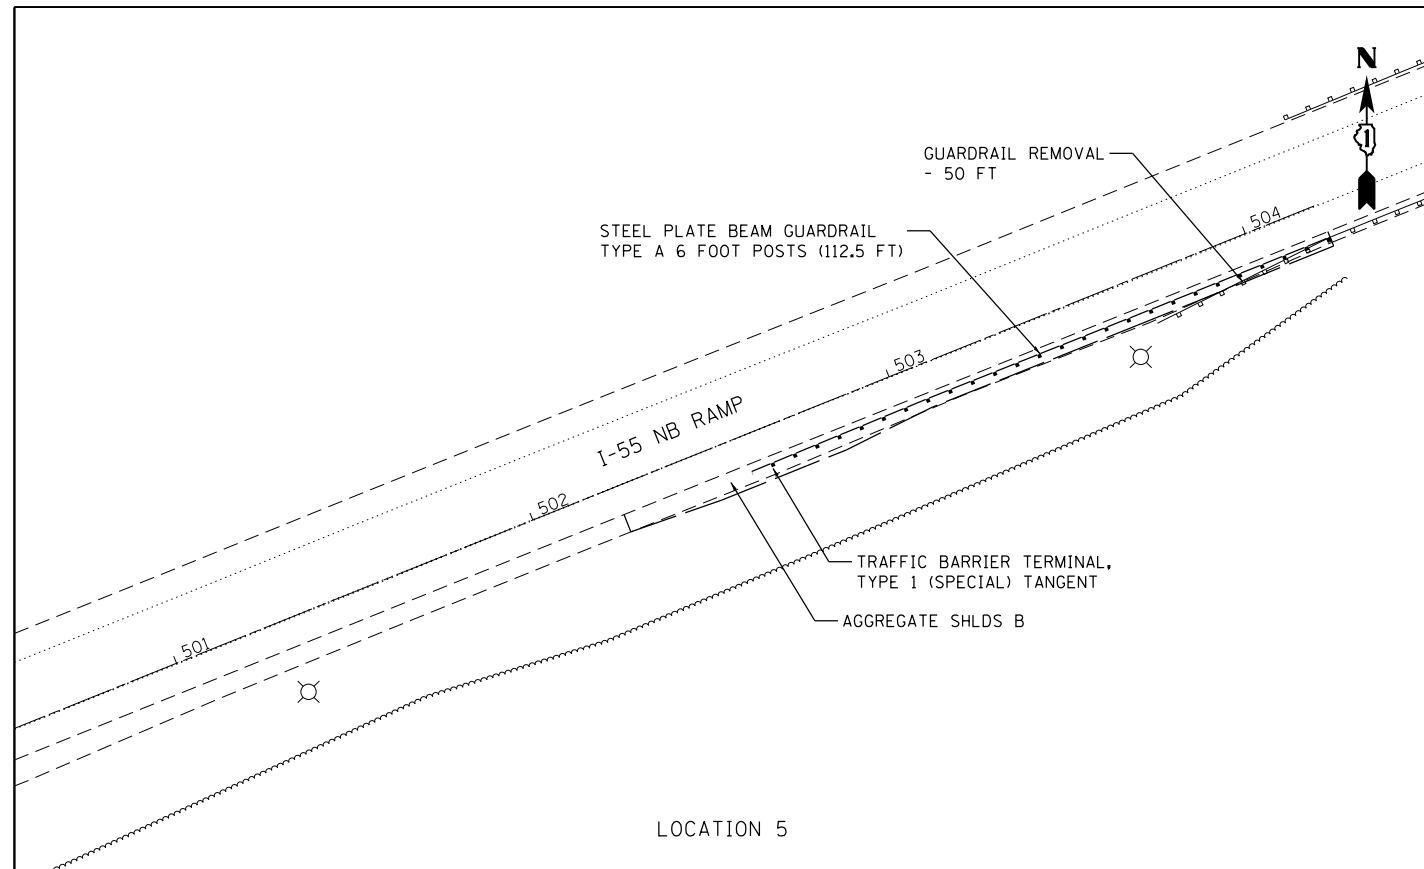 N
1
GUARDRAIL REMOVAL
- 50 FT
504
STEEL PLATE BEAM GUARDRAIL
TYPE A 6 FOOT POSTS (112.5 FT)
503
I-55 NB RAMP
502
TRAFFIC BARRIER TERMINAL,
TYPE 1 (SPECIAL) TANGENT
AGGREGATE SHLDS B
501
LOCATION 5